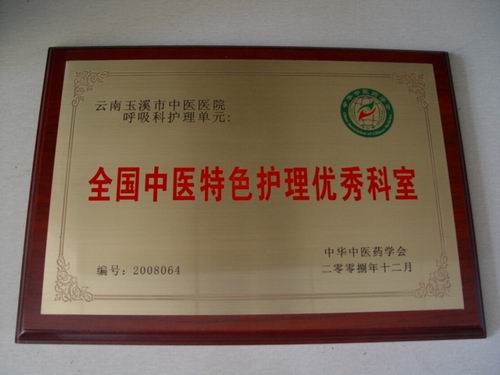 云南玉溪市中医医院
呼吸科护理单元:
全国中医特色护理优秀科室
中华中医药学会
编号: 2008064
二零零捌年十二月